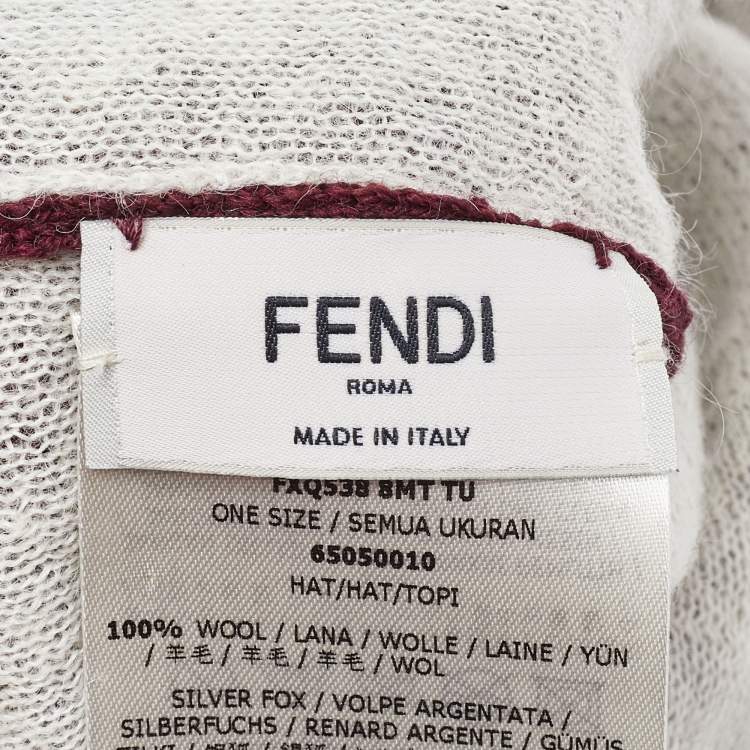 FENDI
ROMA
MADE IN ITALY
FXQ538 8MT TU
ONE SIZE / SEMUA UKURAN
65050010
HAT/HAT/TOPI
100% WOOL / LANA / WOLLE / LAINE / YÜN
/ 羊毛 / 羊毛 / 羊毛 / WOL
SILVER FOX / VOLPE ARGENTATA /
SILBERFUCHS / RENARD ARGENTE / GÜMÜŞ